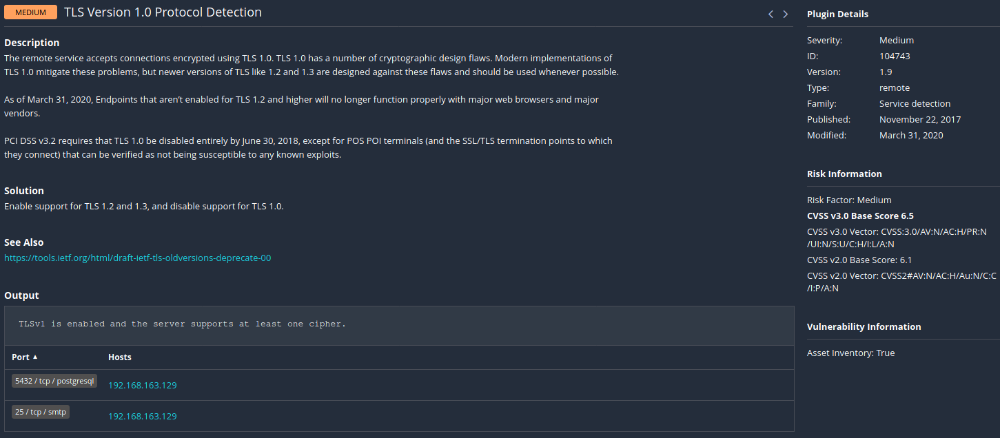 MEDIUM TLS Version 1.0 Protocol Detection
Description
The remote service accepts connections encrypted using TLS 1.0. TLS 1.0 has a number of cryptographic design flaws. Modern implementations of
TLS 1.0 mitigate these problems, but newer versions of TLS like 1.2 and 1.3 are designed against these flaws and should be used whenever possible.
As of March 31, 2020, Endpoints that aren't enabled for TLS 1.2 and higher will no longer function properly with major web browsers and major
vendors.
PCI DSS v3.2 requires that TLS 1.0 be disabled entirely by June 30, 2018, except for POS POI terminals (and the SSL/TLS termination points to which
they connect) that can be verified as not being susceptible to any known exploits.
Solution
Enable support for TLS 1.2 and 1.3, and disable support for TLS 1.0.
See Also
https://tools.ietf.org/html/draft-ietf-tls-oldversions-deprecate-00
Output
TLSv1 is enabled and the server supports at least one cipher.
Port ▲ Hosts
5432 / tcp / postgresql 192.168.163.129
25 / tcp / smtp 192.168.163.129
Plugin Details
Severity: Medium
ID: 104743
Version: 1.9
Type: remote
Family: Service detection
Published: November 22, 2017
Modified: March 31, 2020
Risk Information
Risk Factor: Medium
CVSS v3.0 Base Score 6.5
CVSS v3.0 Vector: CVSS:3.0/AV:N/AC:H/PR:N
/UI:N/S:U/C:H/I:L/A:N
CVSS v2.0 Base Score: 6.1
CVSS v2.0 Vector: CVSS2#AV:N/AC:H/Au:N/C:C
/I:P/A:N
Vulnerability Information
Asset Inventory: True